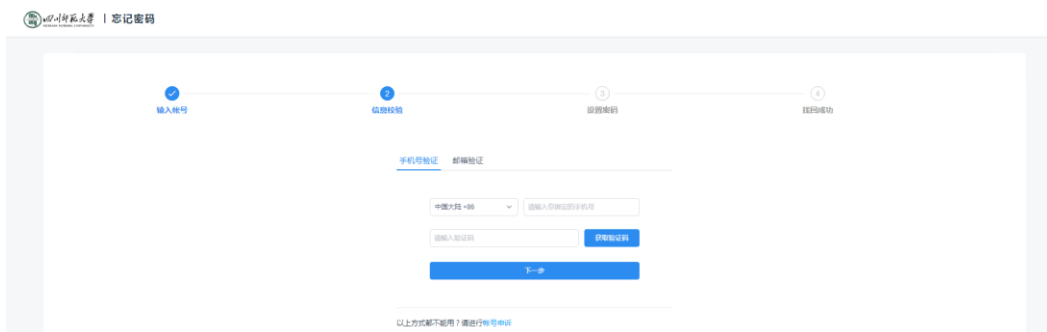 四川师范大学 | 忘记密码
SICHUAN NORMAL UNIVERSITY
2 3 4
输入帐号 信息校验 设置密码 找回成功
手机号验证 邮箱验证
中国大陆 +86 请输入你绑定的手机号
请输入验证码 获取验证码
下一步
以上方式都不能用？请进行帐号申诉